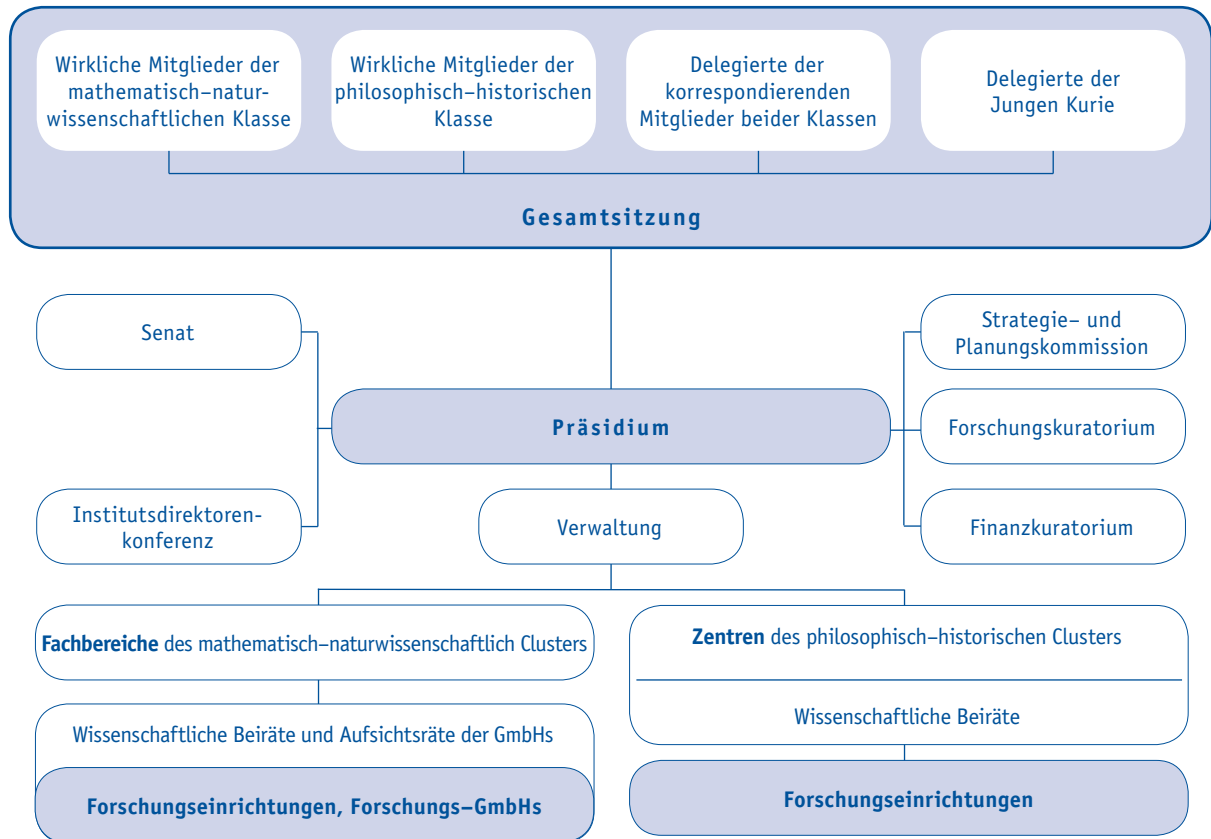 Wirkliche Mitglieder der
mathematisch–natur-
wissenschaftlichen Klasse
Wirkliche Mitglieder der
philosophisch–historischen
Klasse
Delegierte der
korrespondierenden
Mitglieder beider Klassen
Delegierte der
Jungen Kurie
Gesamtsitzung
Senat
Strategie– und
Planungskommission
Präsidium
Forschungskuratorium
Institutsdirektoren-
konferenz
Verwaltung
Finanzkuratorium
Fachbereiche des mathematisch–naturwissenschaftlich Clusters
Zentren des philosophisch–historischen Clusters
Wissenschaftliche Beiräte
Wissenschaftliche Beiräte und Aufsichtsräte der GmbHs
Forschungseinrichtungen, Forschungs–GmbHs
Forschungseinrichtungen